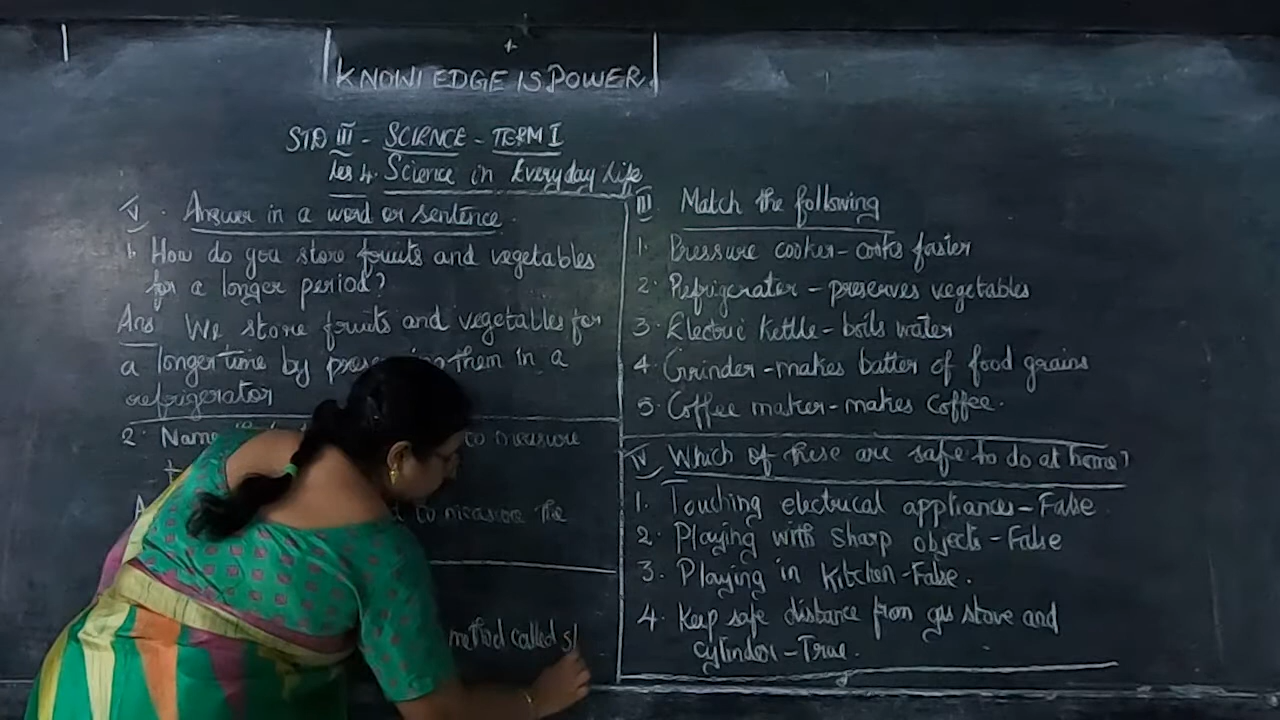 KNOWLEDGE IS POWER
STD III - SCIENCE - TERM I
Les 4. Science in Everyday Life
V. Answer in a word or sentence.
1. How do you store fruits and vegetables
for a longer period?
Ans We store fruits and vegetables for
a longer time by preserving them in a
refrigerator
2. Name to measure
to measure the
method called
III Match the following
1. Pressure cooker - cooks faster
2. Refrigerater - preserves vegetables
3. Electric Kettle - boils water
4. Grinder - makes batter of food grains
5. Coffee maker - makes Coffee.
IV Which of these are safe to do at home?
1. Touching electrical appliances - False
2. Playing with sharp objects - False
3. Playing in Kitchen - False.
4. Keep safe distance from gas stove and
Cylinder - True.